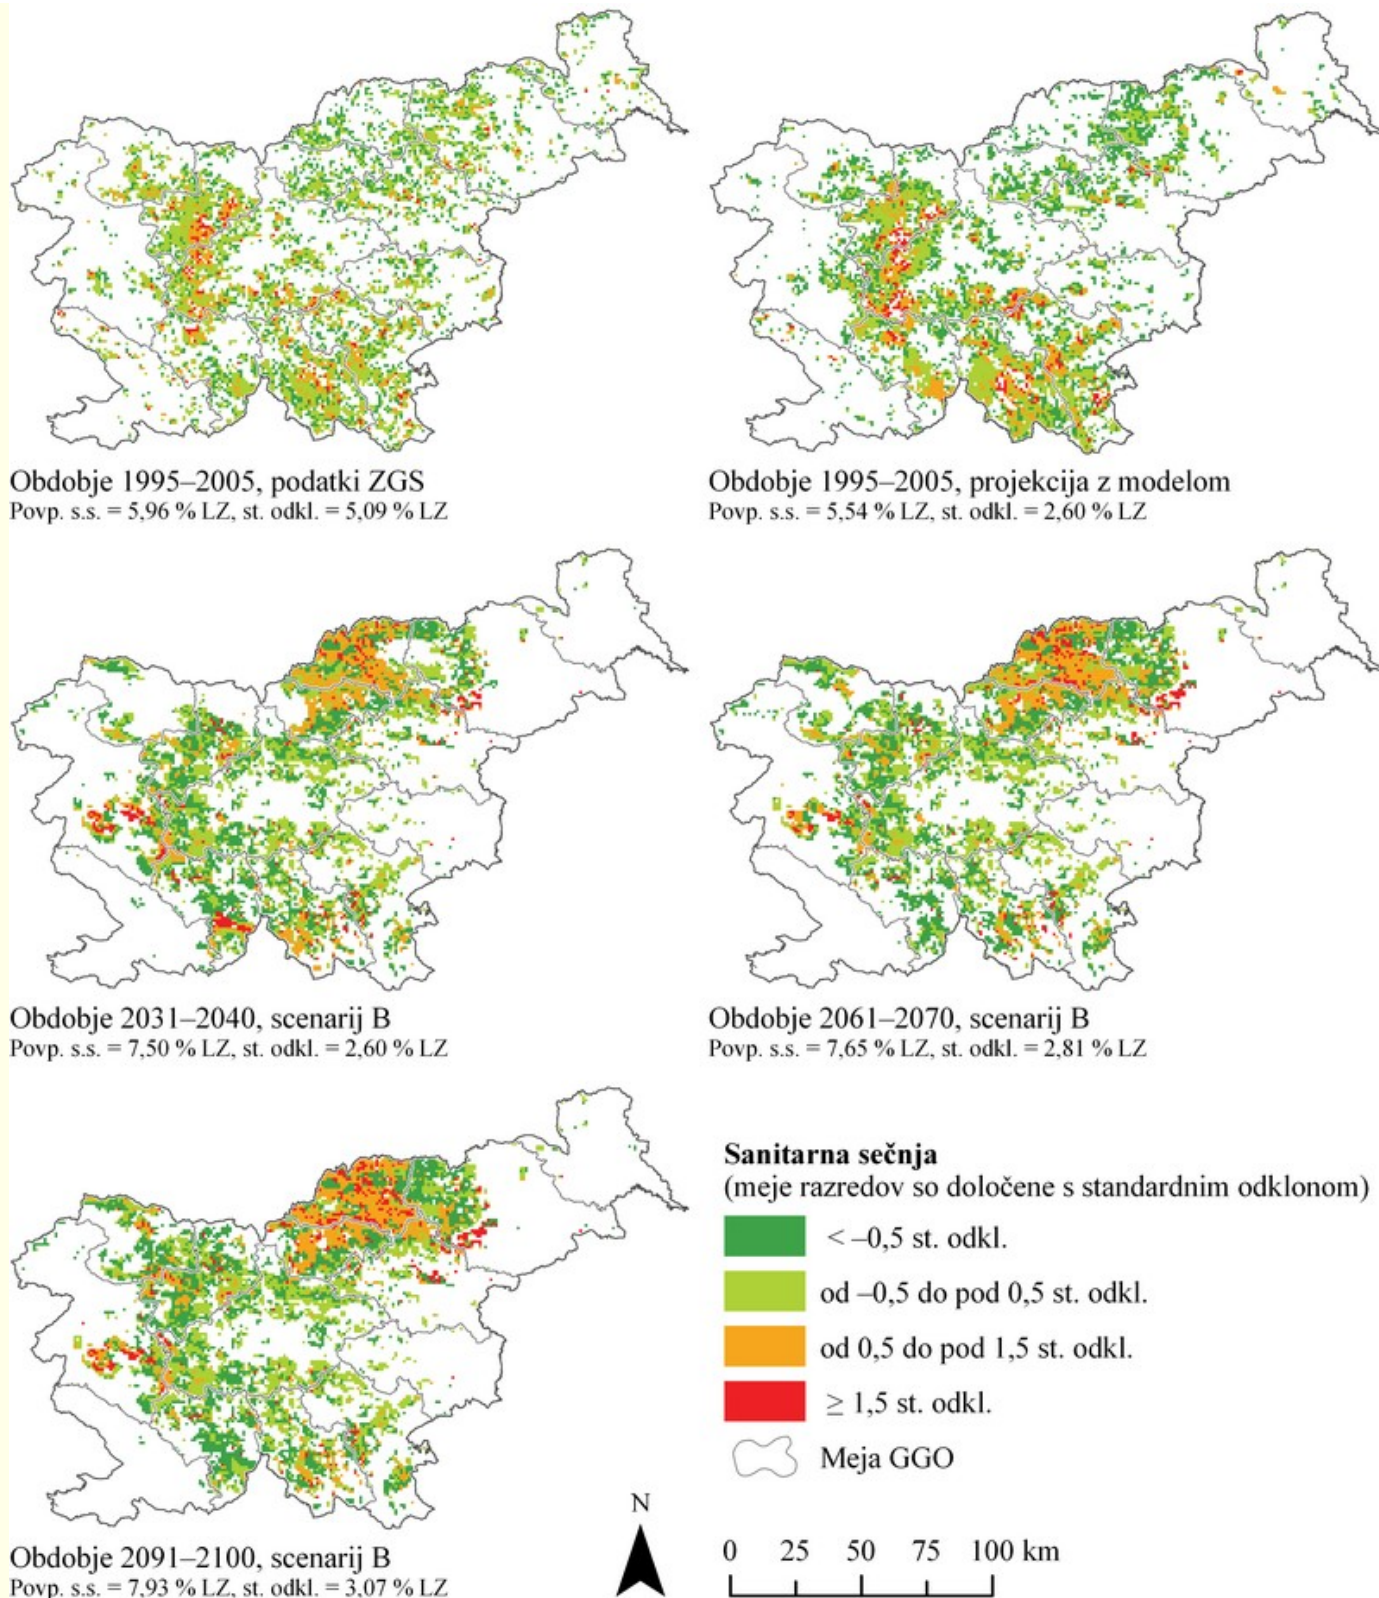 Obdobje 1995–2005, podatki ZGS
Povp. s.s. = 5,96 % LZ, st. odkl. = 5,09 % LZ
Obdobje 1995–2005, projekcija z modelom
Povp. s.s. = 5,54 % LZ, st. odkl. = 2,60 % LZ
Obdobje 2031–2040, scenarij B
Povp. s.s. = 7,50 % LZ, st. odkl. = 2,60 % LZ
Obdobje 2061–2070, scenarij B
Povp. s.s. = 7,65 % LZ, st. odkl. = 2,81 % LZ
Obdobje 2091–2100, scenarij B
Povp. s.s. = 7,93 % LZ, st. odkl. = 3,07 % LZ
Sanitarna sečnja
(meje razredov so določene s standardnim odklonom)
< –0,5 st. odkl.
od –0,5 do pod 0,5 st. odkl.
od 0,5 do pod 1,5 st. odkl.
≥ 1,5 st. odkl.
Meja GGO
N
0 25 50 75 100 km